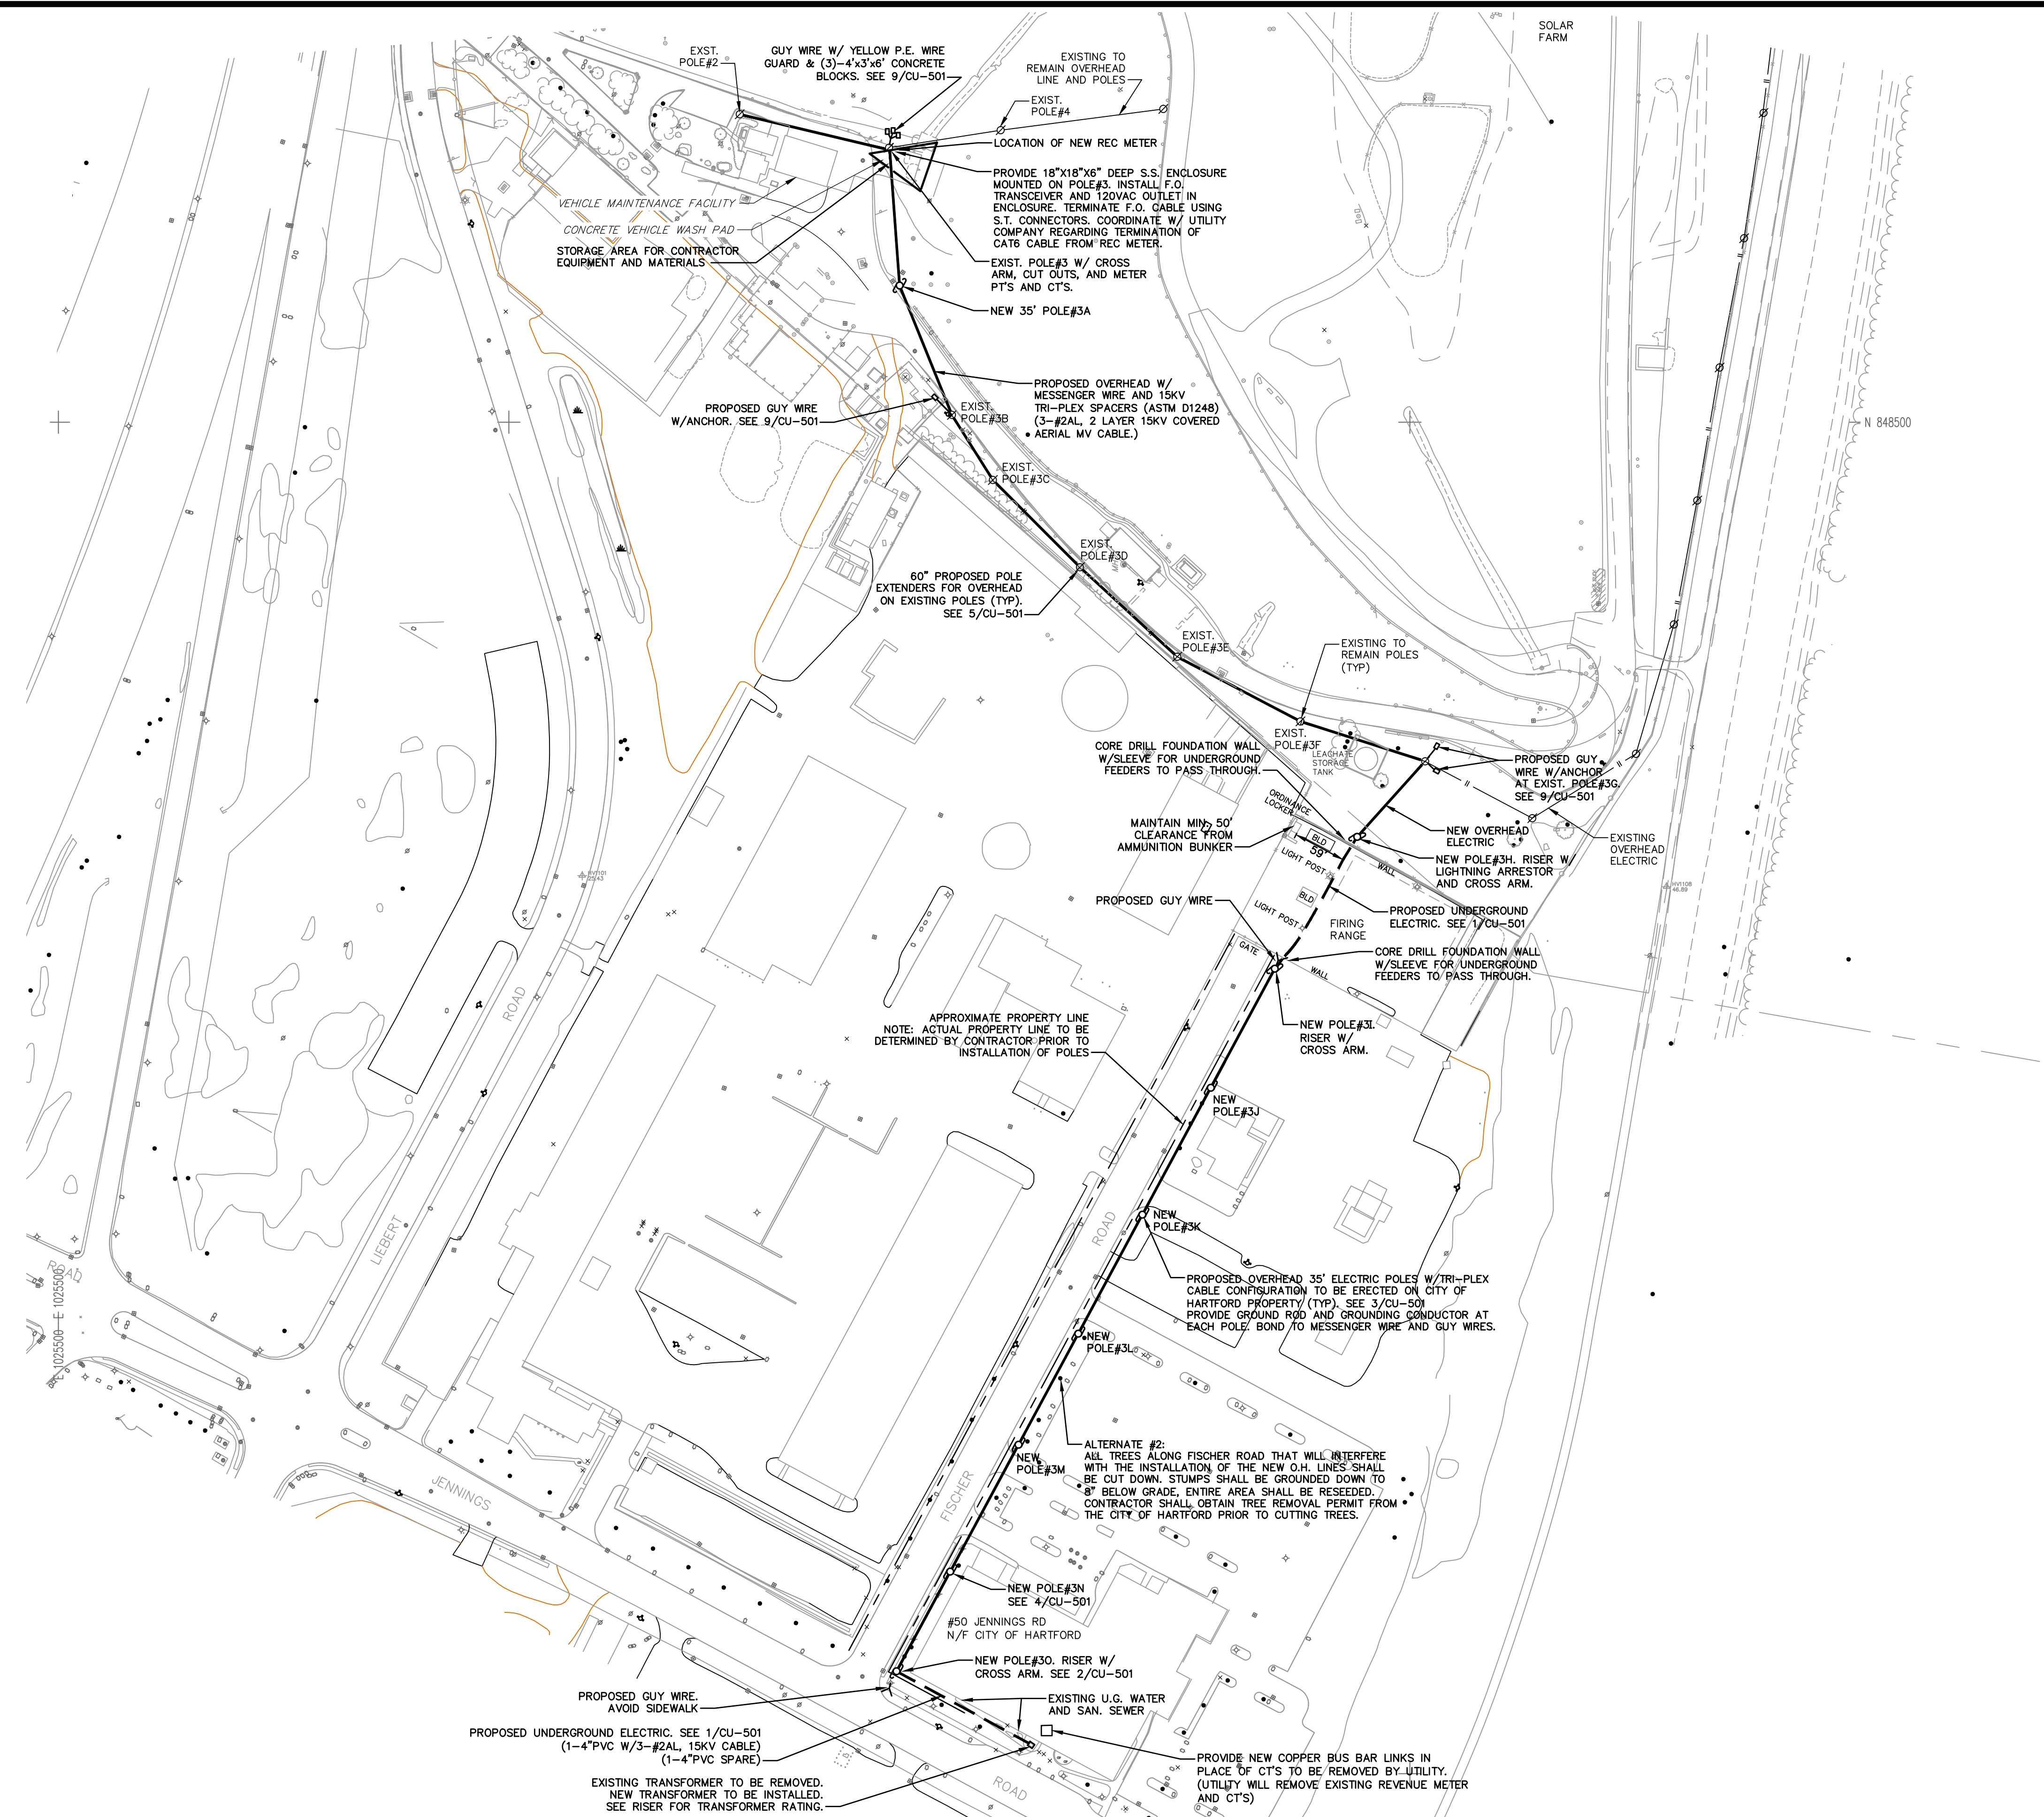 SOLAR
FARM
EXST.
POLE#2
GUY WIRE W/ YELLOW P.E. WIRE
GUARD & (3)-4'x3'x6' CONCRETE
BLOCKS. SEE 9/CU-501
EXISTING TO
REMAIN OVERHEAD
LINE AND POLES
EXIST.
POLE#4
LOCATION OF NEW REC METER
PROVIDE 18"X18"X6" DEEP S.S. ENCLOSURE
MOUNTED ON POLE#3. INSTALL F.O.
TRANSCEIVER AND 120VAC OUTLET IN
ENCLOSURE. TERMINATE F.O. CABLE USING
S.T. CONNECTORS. COORDINATE W/ UTILITY
COMPANY REGARDING TERMINATION OF
CAT6 CABLE FROM REC METER.
VEHICLE MAINTENANCE FACILITY
CONCRETE VEHICLE WASH PAD
STORAGE AREA FOR CONTRACTOR
EQUIPMENT AND MATERIALS
EXIST. POLE#3 W/ CROSS
ARM, CUT OUTS, AND METER
PT'S AND CT'S.
NEW 35' POLE#3A
PROPOSED OVERHEAD W/
MESSENGER WIRE AND 15KV
TRI-PLEX SPACERS (ASTM D1248)
(3-#2AL, 2 LAYER 15KV COVERED
AERIAL MV CABLE.)
PROPOSED GUY WIRE
W/ANCHOR. SEE 9/CU-501
EXIST.
POLE#3B
N 848500
EXIST.
POLE#3C
EXIST.
POLE#3D
60" PROPOSED POLE
EXTENDERS FOR OVERHEAD
ON EXISTING POLES (TYP).
SEE 5/CU-501
EXIST.
POLE#3E
EXISTING TO
REMAIN POLES
(TYP)
EXIST.
POLE#3F
LEACHATE
STORAGE
TANK
CORE DRILL FOUNDATION WALL
W/SLEEVE FOR UNDERGROUND
FEEDERS TO PASS THROUGH.
PROPOSED GUY
WIRE W/ANCHOR
AT EXIST. POLE#3G.
SEE 9/CU-501
ORDINANCE
LOCKER
MAINTAIN MIN. 50'
CLEARANCE FROM
AMMUNITION BUNKER
BLD
59'
NEW OVERHEAD
ELECTRIC
EXISTING
OVERHEAD
ELECTRIC
LIGHT POST
WALL
NEW POLE#3H. RISER W/
LIGHTNING ARRESTOR
AND CROSS ARM.
HV1101
25.43
HV1108
46.89
PROPOSED GUY WIRE
BLD
LIGHT POST
PROPOSED UNDERGROUND
ELECTRIC. SEE 1/CU-501
FIRING
RANGE
GATE
WALL
CORE DRILL FOUNDATION WALL
W/SLEEVE FOR UNDERGROUND
FEEDERS TO PASS THROUGH.
ROAD
APPROXIMATE PROPERTY LINE
NOTE: ACTUAL PROPERTY LINE TO BE
DETERMINED BY CONTRACTOR PRIOR TO
INSTALLATION OF POLES
NEW POLE#3I.
RISER W/
CROSS ARM.
NEW
POLE#3J
LIEBERT
ROAD
NEW
POLE#3K
ROAD
E 1025500
E 1025500
PROPOSED OVERHEAD 35' ELECTRIC POLES W/TRI-PLEX
CABLE CONFIGURATION TO BE ERECTED ON CITY OF
HARTFORD PROPERTY (TYP). SEE 3/CU-501
PROVIDE GROUND ROD AND GROUNDING CONDUCTOR AT
EACH POLE. BOND TO MESSENGER WIRE AND GUY WIRES.
NEW
POLE#3L
ALTERNATE #2:
ALL TREES ALONG FISCHER ROAD THAT WILL INTERFERE
WITH THE INSTALLATION OF THE NEW O.H. LINES SHALL
BE CUT DOWN. STUMPS SHALL BE GROUNDED DOWN TO
8" BELOW GRADE, ENTIRE AREA SHALL BE RESEEDED.
CONTRACTOR SHALL OBTAIN TREE REMOVAL PERMIT FROM
THE CITY OF HARTFORD PRIOR TO CUTTING TREES.
NEW
POLE#3M
JENNINGS
FISCHER
NEW POLE#3N
SEE 4/CU-501
#50 JENNINGS RD
N/F CITY OF HARTFORD
NEW POLE#3O. RISER W/
CROSS ARM. SEE 2/CU-501
PROPOSED GUY WIRE.
AVOID SIDEWALK
EXISTING U.G. WATER
AND SAN. SEWER
PROPOSED UNDERGROUND ELECTRIC. SEE 1/CU-501
(1-4"PVC W/3-#2AL, 15KV CABLE)
(1-4"PVC SPARE)
PROVIDE NEW COPPER BUS BAR LINKS IN
PLACE OF CT'S TO BE REMOVED BY UTILITY.
(UTILITY WILL REMOVE EXISTING REVENUE METER
AND CT'S)
EXISTING TRANSFORMER TO BE REMOVED.
NEW TRANSFORMER TO BE INSTALLED.
SEE RISER FOR TRANSFORMER RATING.
ROAD